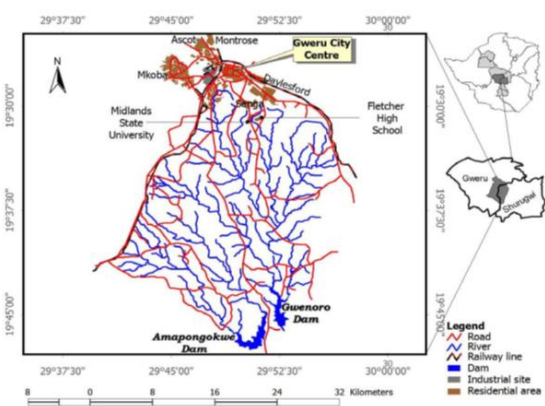 29°37'30" 29°45'00" 29°52'30" 30°00'00"
Ascot Montrose
Gweru City
Centre
N
Mkoba
Daylesford
Senga
Midlands
State
University
Fletcher
High
School
19°30'00"
19°37'30"
19°45'00"
19°30'00"
19°37'30"
19°45'00"
Gweru
Shurugwi
Gwenoro
Dam
Amapongokwe
Dam
29°37'30" 29°45'00" 29°52'30" 30°00
8 0 8 16 24 32 Kilometers
Legend
Road
River
Railway line
Dam
Industrial site
Residential area